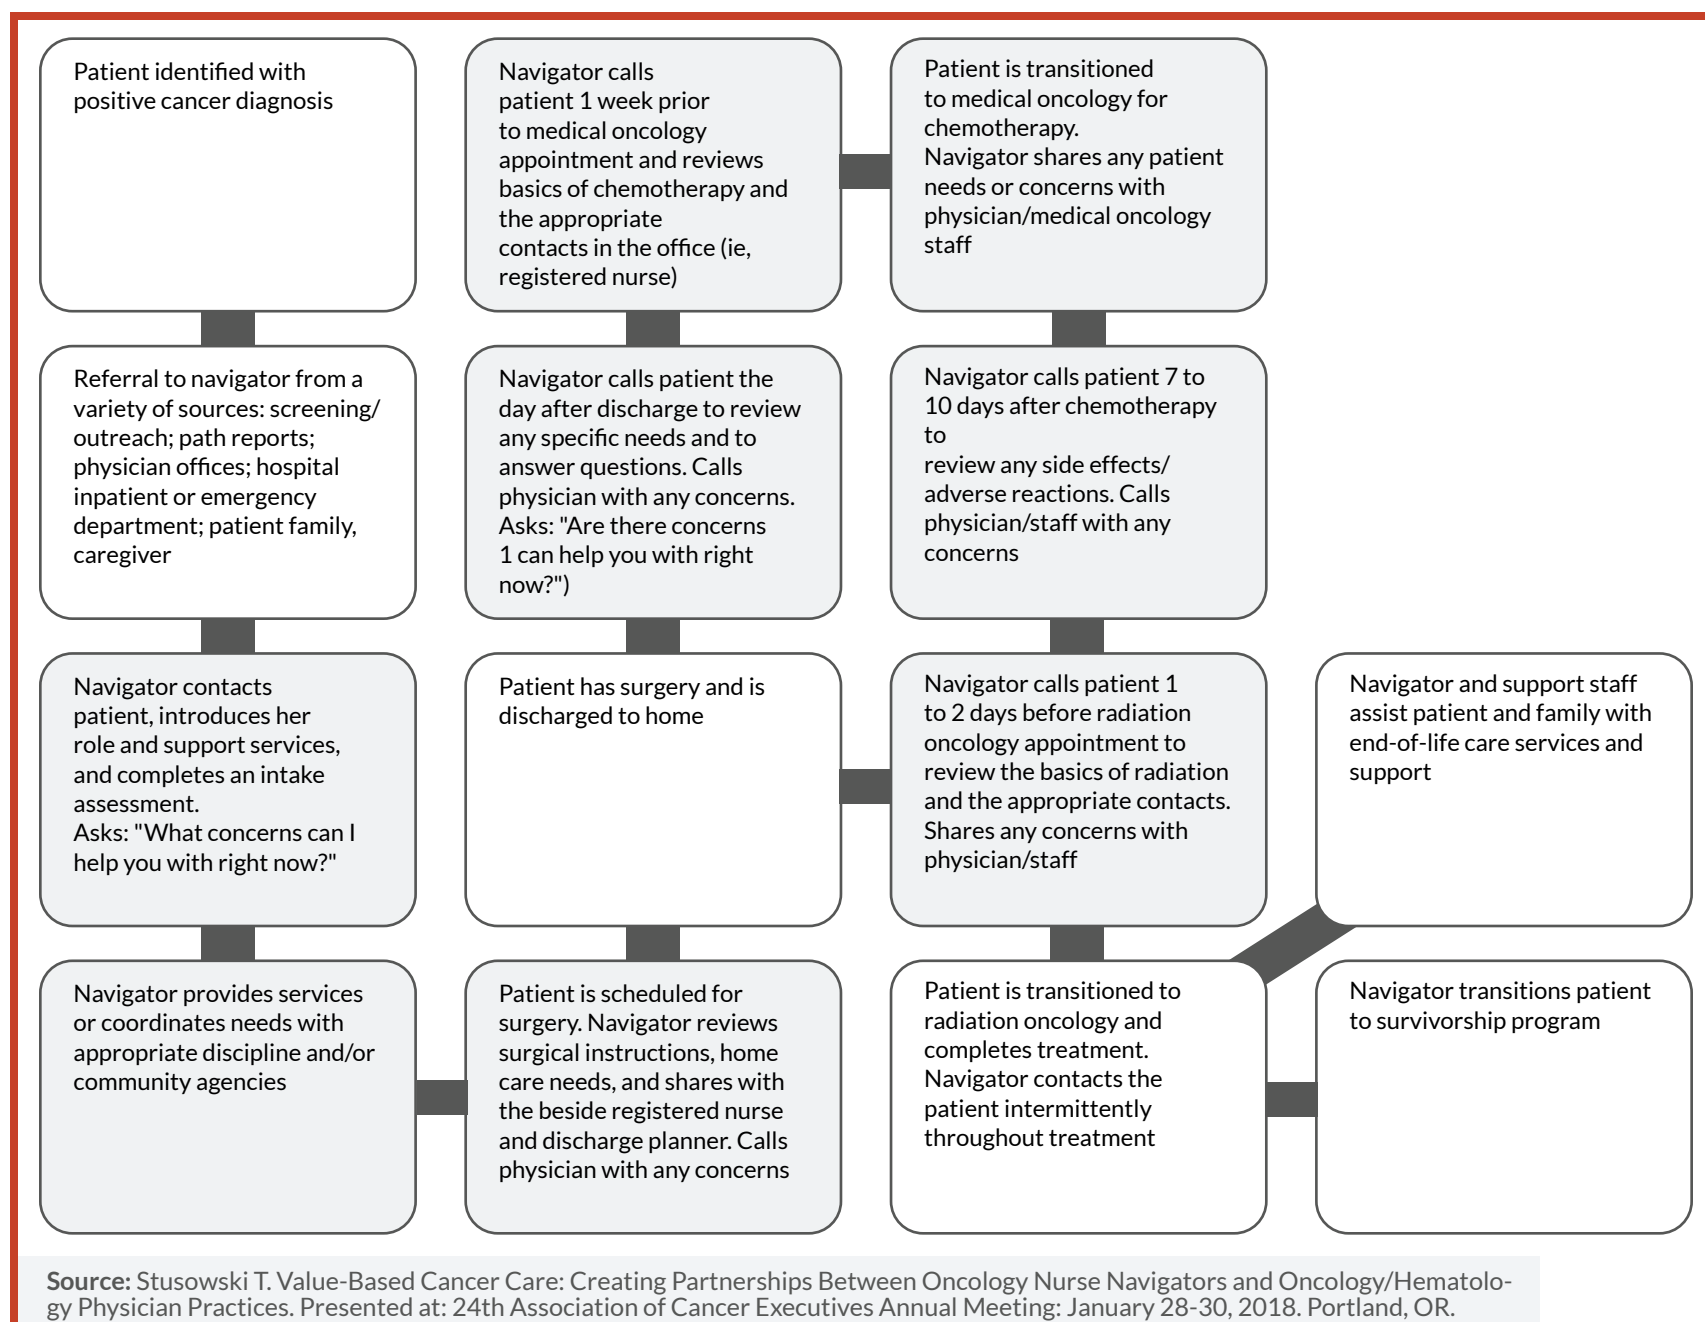 Patient identified with
positive cancer diagnosis
Referral to navigator from a
variety of sources: screening/
outreach; path reports;
physician offices; hospital
inpatient or emergency
department; patient family,
caregiver
Navigator contacts
patient, introduces her
role and support services,
and completes an intake
assessment.
Asks: "What concerns can I
help you with right now?"
Navigator provides services
or coordinates needs with
appropriate discipline and/or
community agencies
Patient is scheduled for
surgery. Navigator reviews
surgical instructions, home
care needs, and shares with
the beside registered nurse
and discharge planner. Calls
physician with any concerns
Patient has surgery and is
discharged to home
Navigator calls patient the
day after discharge to review
any specific needs and to
answer questions. Calls
physician with any concerns.
Asks: "Are there concerns
1 can help you with right
now?")
Navigator calls
patient 1 week prior
to medical oncology
appointment and reviews
basics of chemotherapy and
the appropriate
contacts in the office (ie,
registered nurse)
Patient is transitioned
to medical oncology for
chemotherapy.
Navigator shares any patient
needs or concerns with
physician/medical oncology
staff
Navigator calls patient 7 to
10 days after chemotherapy
to
review any side effects/
adverse reactions. Calls
physician/staff with any
concerns
Navigator calls patient 1
to 2 days before radiation
oncology appointment to
review the basics of radiation
and the appropriate contacts.
Shares any concerns with
physician/staff
Patient is transitioned to
radiation oncology and
completes treatment.
Navigator contacts the
patient intermittently
throughout treatment
Navigator and support staff
assist patient and family with
end-of-life care services and
support
Navigator transitions patient
to survivorship program
Source: Stusowski T. Value-Based Cancer Care: Creating Partnerships Between Oncology Nurse Navigators and Oncology/Hematolo-
gy Physician Practices. Presented at: 24th Association of Cancer Executives Annual Meeting: January 28-30, 2018. Portland, OR.